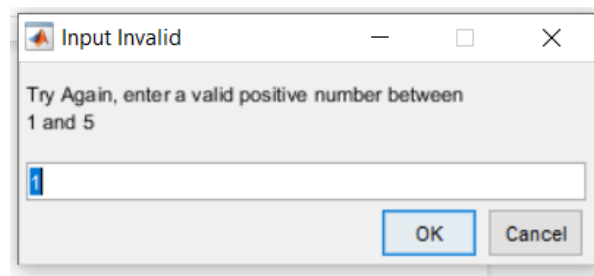 Input Invalid
Try Again, enter a valid positive number between
1 and 5
1
OK Cancel